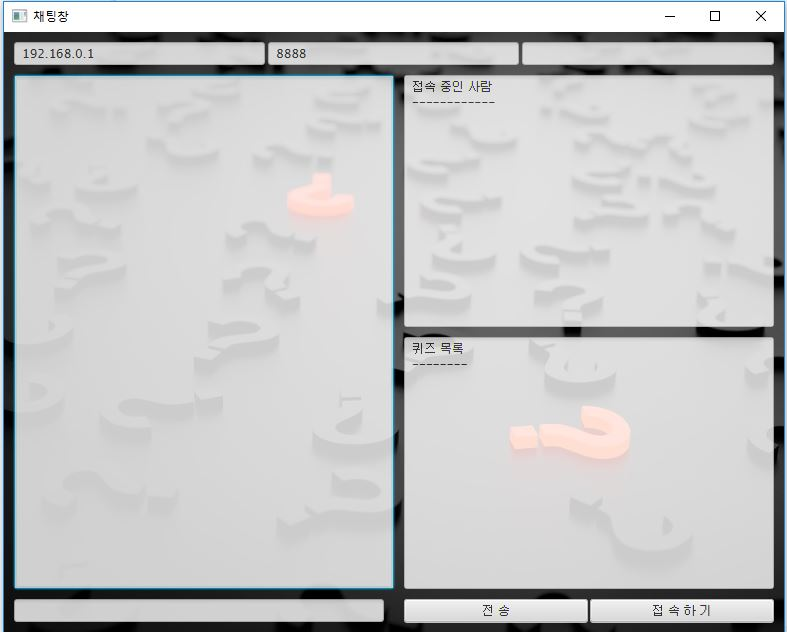 채팅창
192.168.0.1
8888
접속 중인 사람
------------
퀴즈 목록
--------
전 송
접 속 하 기